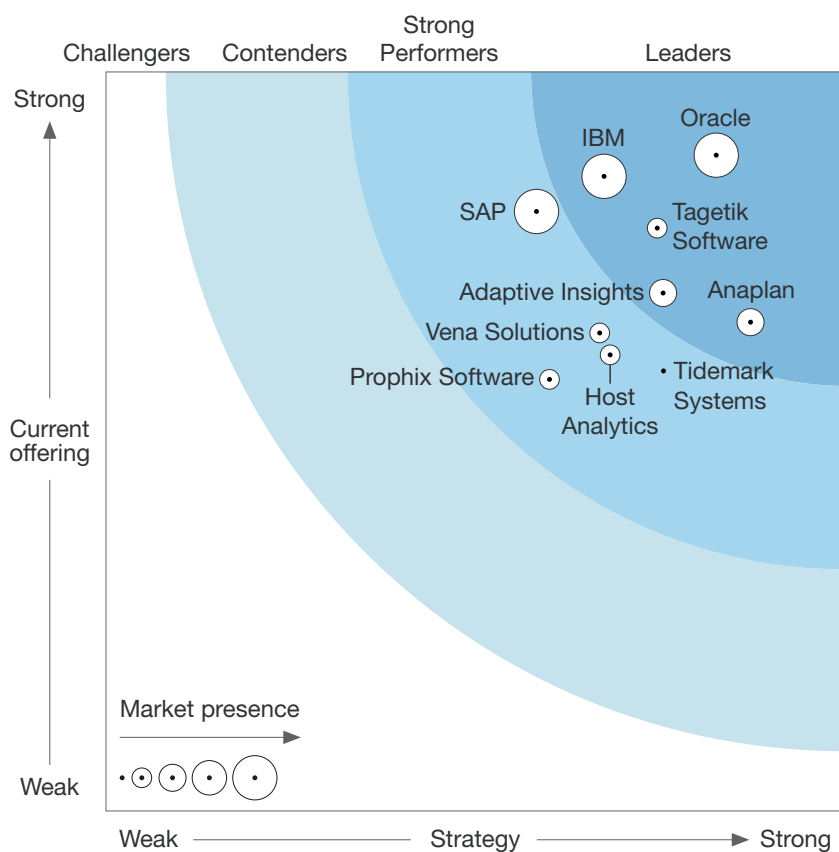 Strong
Challengers
Contenders
Performers
Leaders
Strong
Oracle
IBM
SAP
Tagetik
Software
Adaptive Insights
Anaplan
Vena Solutions
Prophix Software
Tidemark
Systems
Host
Analytics
Current
offering
Market presence
Weak
Weak
Strategy
Strong